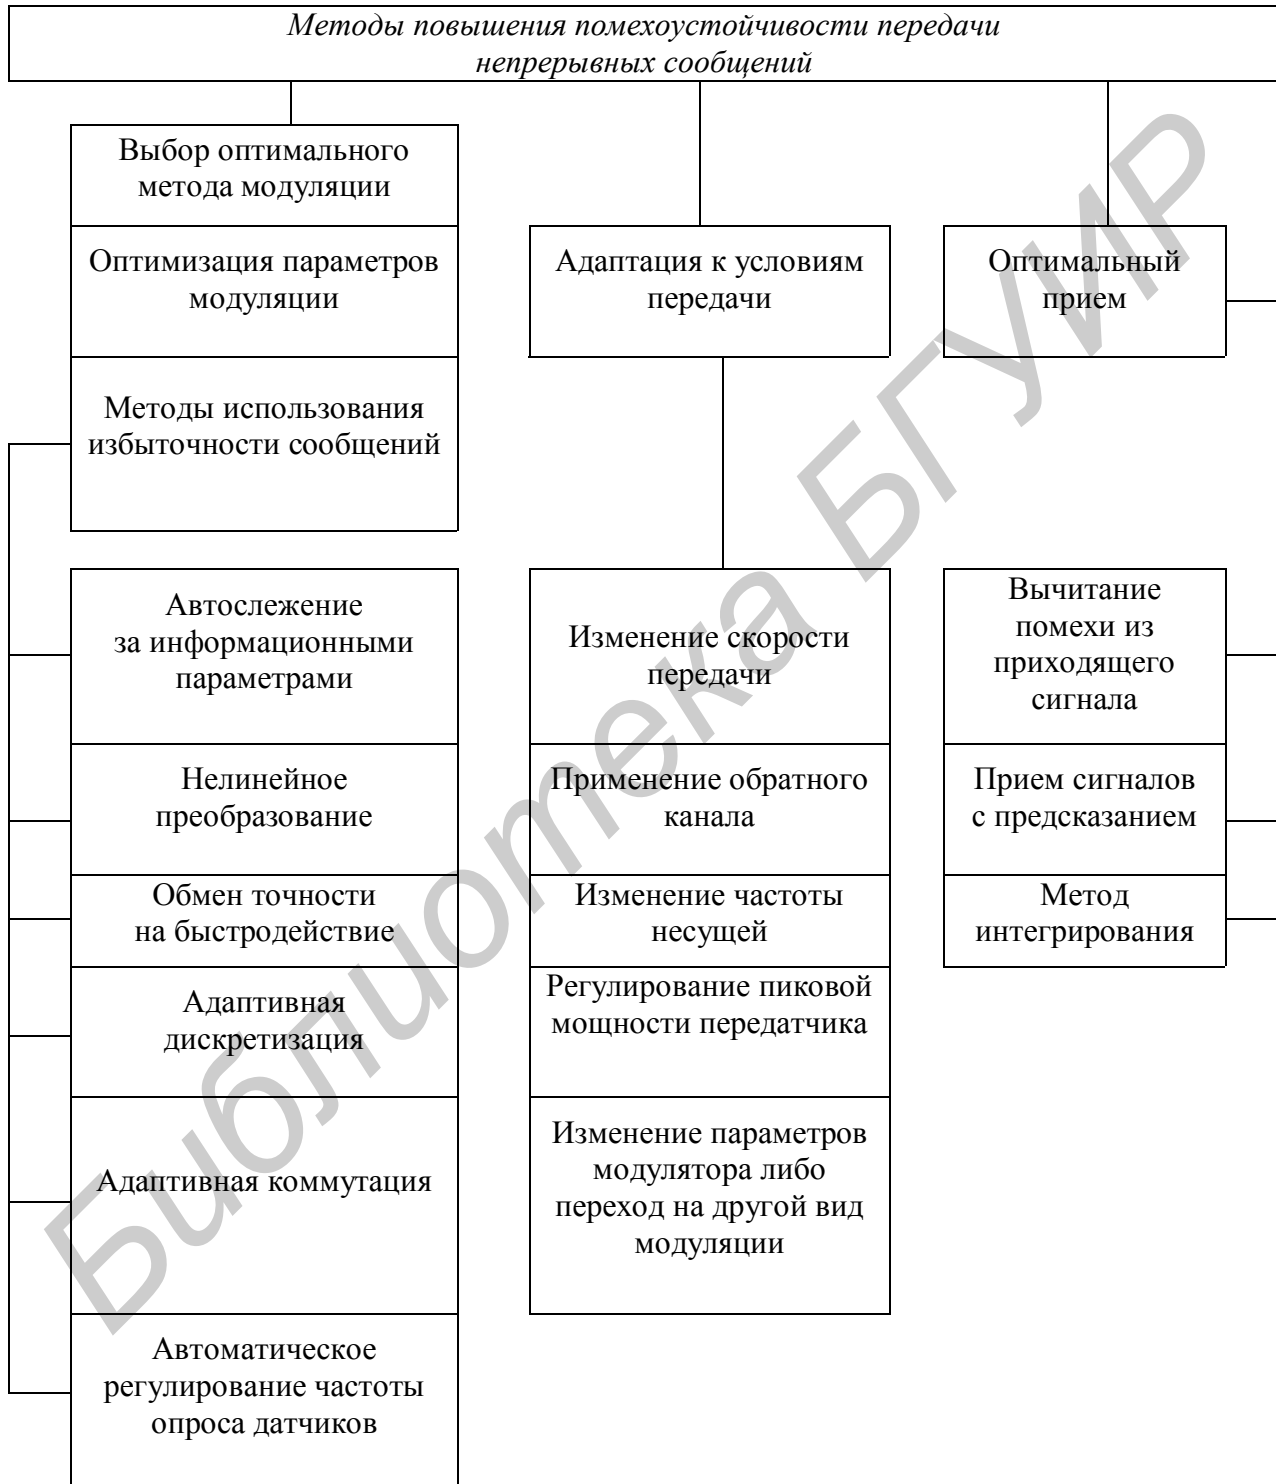 Методы повышения помехоустойчивости передачи
непрерывных сообщений
Выбор оптимального
метода модуляции
Оптимизация параметров
модуляции
Методы использования
избыточности сообщений
Адаптация к условиям
передачи
Оптимальный
прием
Автослежение
за информационными
параметрами
Нелинейное
преобразование
Обмен точности
на быстродействие
Адаптивная
дискретизация
Адаптивная коммутация
Автоматическое
регулирование частоты
опроса датчиков
Изменение скорости
передачи
Применение обратного
канала
Изменение частоты
несущей
Регулирование пиковой
мощности передатчика
Изменение параметров
модулятора либо
переход на другой вид
модуляции
Вычитание
помехи из
приходящего
сигнала
Прием сигналов
с предсказанием
Метод
интегрирования
Библиотека БГУИР